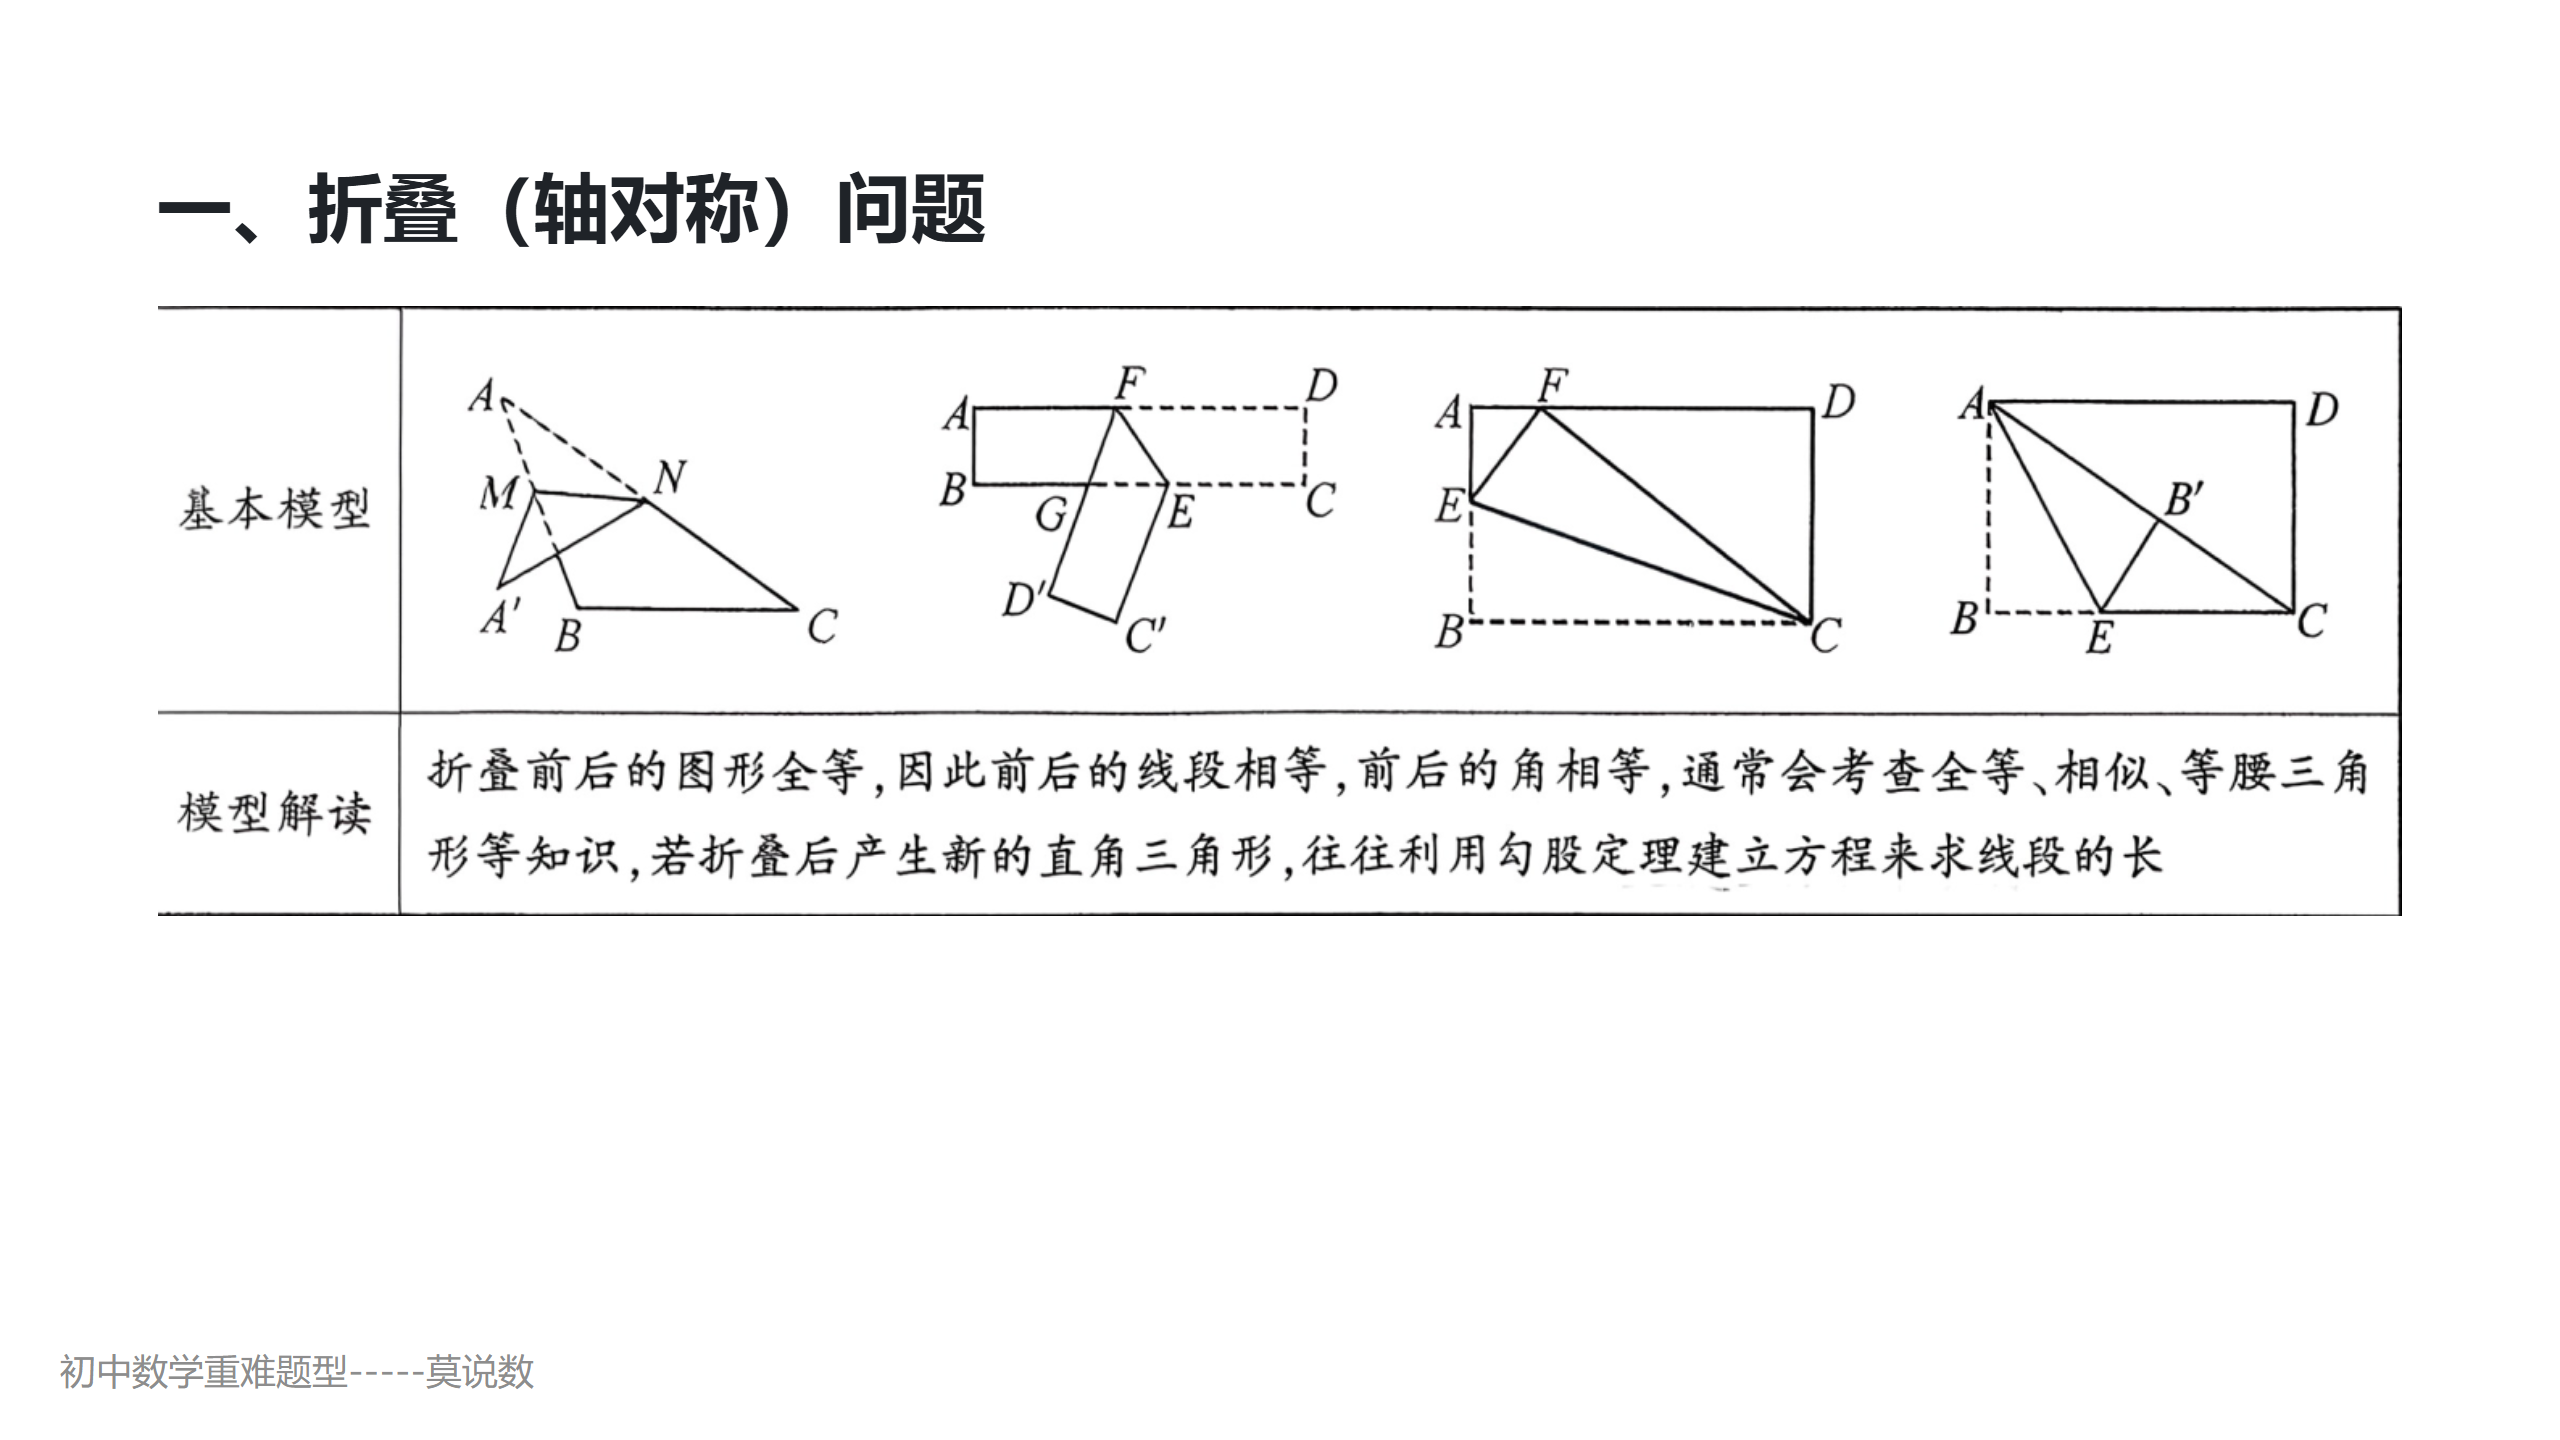 一、折叠（轴对称）问题
基本模型
A
M
N
A′
B
C
A
F
D
B
G
E
C
D′
C′
A
F
D
E
B
C
A
D
B′
B
E
C
模型解读
折叠前后的图形全等,因此前后的线段相等,前后的角相等,通常会考查全等、相似、等腰三角
形等知识,若折叠后产生新的直角三角形,往往利用勾股定理建立方程来求线段的长
初中数学重难题型-----莫说数